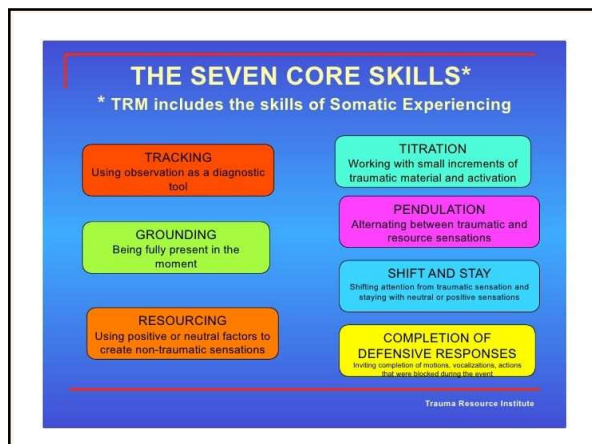 THE SEVEN CORE SKILLS*
* TRM includes the skills of Somatic Experiencing
TRACKING
Using observation as a diagnostic
tool
GROUNDING
Being fully present in the
moment
RESOURCING
Using positive or neutral factors to
create non-traumatic sensations
TITRATION
Working with small increments of
traumatic material and activation
PENDULATION
Alternating between traumatic and
resource sensations
SHIFT AND STAY
Shifting attention from traumatic sensation and
staying with neutral or positive sensations
COMPLETION OF
DEFENSIVE RESPONSES
Inviting completion of motions, vocalizations, actions
that were blocked during the event
Trauma Resource Institute